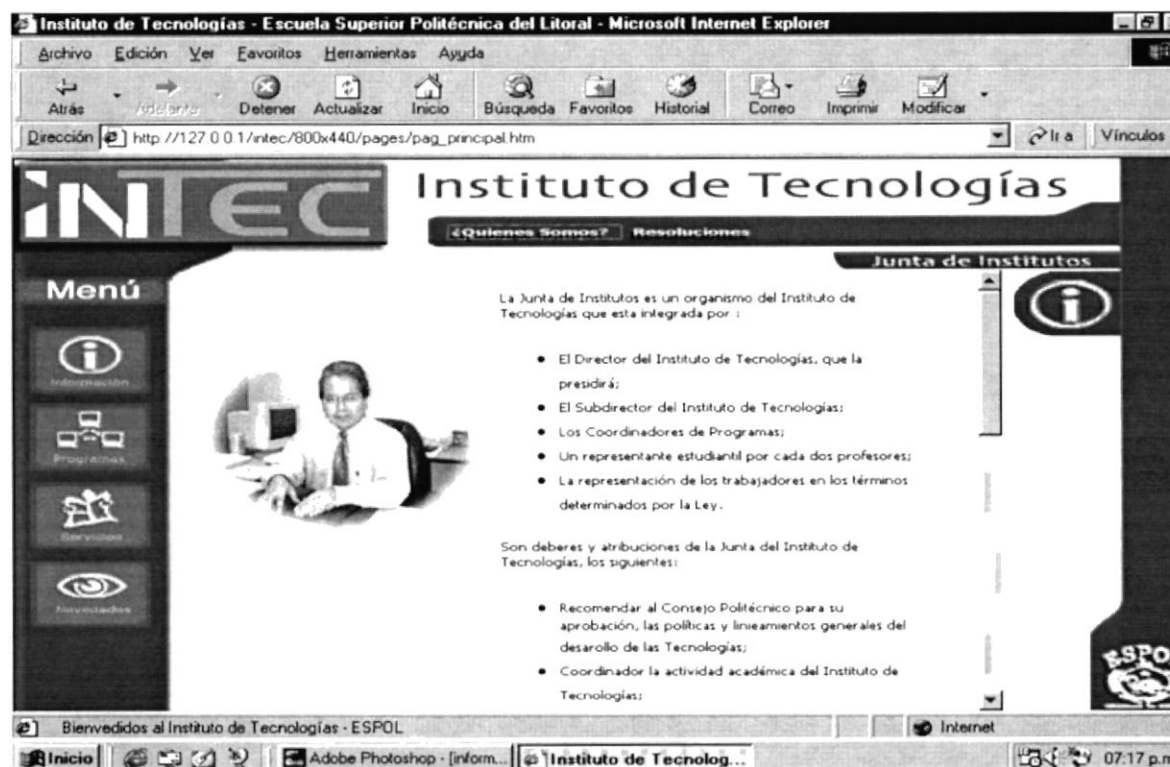 Instituto de Tecnologías - Escuela Superior Politécnica del Litoral - Microsoft Internet Explorer
Archivo Edición Ver Favoritos Herramientas Ayuda
Atrás Adelante Detener Actualizar Inicio Búsqueda Favoritos Historial Correo Imprimir Modificar
Dirección http://127.0.0.1/intec/800x440/pages/pag_principal.htm Ir a Vínculos
iNTEC
Instituto de Tecnologías
¿Quienes Somos? Resoluciones
Junta de Institutos
Menú
Información
Programas
Servicios
Novedades
La Junta de Institutos es un organismo del Instituto de
Tecnologías que esta integrada por :
• El Director del Instituto de Tecnologías, que la
presidirá;
• El Subdirector del Instituto de Tecnologías;
• Los Coordinadores de Programas;
• Un representante estudiantil por cada dos profesores;
• La representación de los trabajadores en los términos
determinados por la Ley.
Son deberes y atribuciones de la Junta del Instituto de
Tecnologías, los siguientes:
• Recomendar al Consejo Politécnico para su
aprobación, las políticas y lineamientos generales del
desarollo de las Tecnologías;
• Coordinador la actividad académica del Instituto de
Tecnologías;
ESPO
Bienvedidos al Instituto de Tecnologías - ESPOL Internet
Inicio Adobe Photoshop - [inform... Instituto de Tecnolog... 07:17 p.m